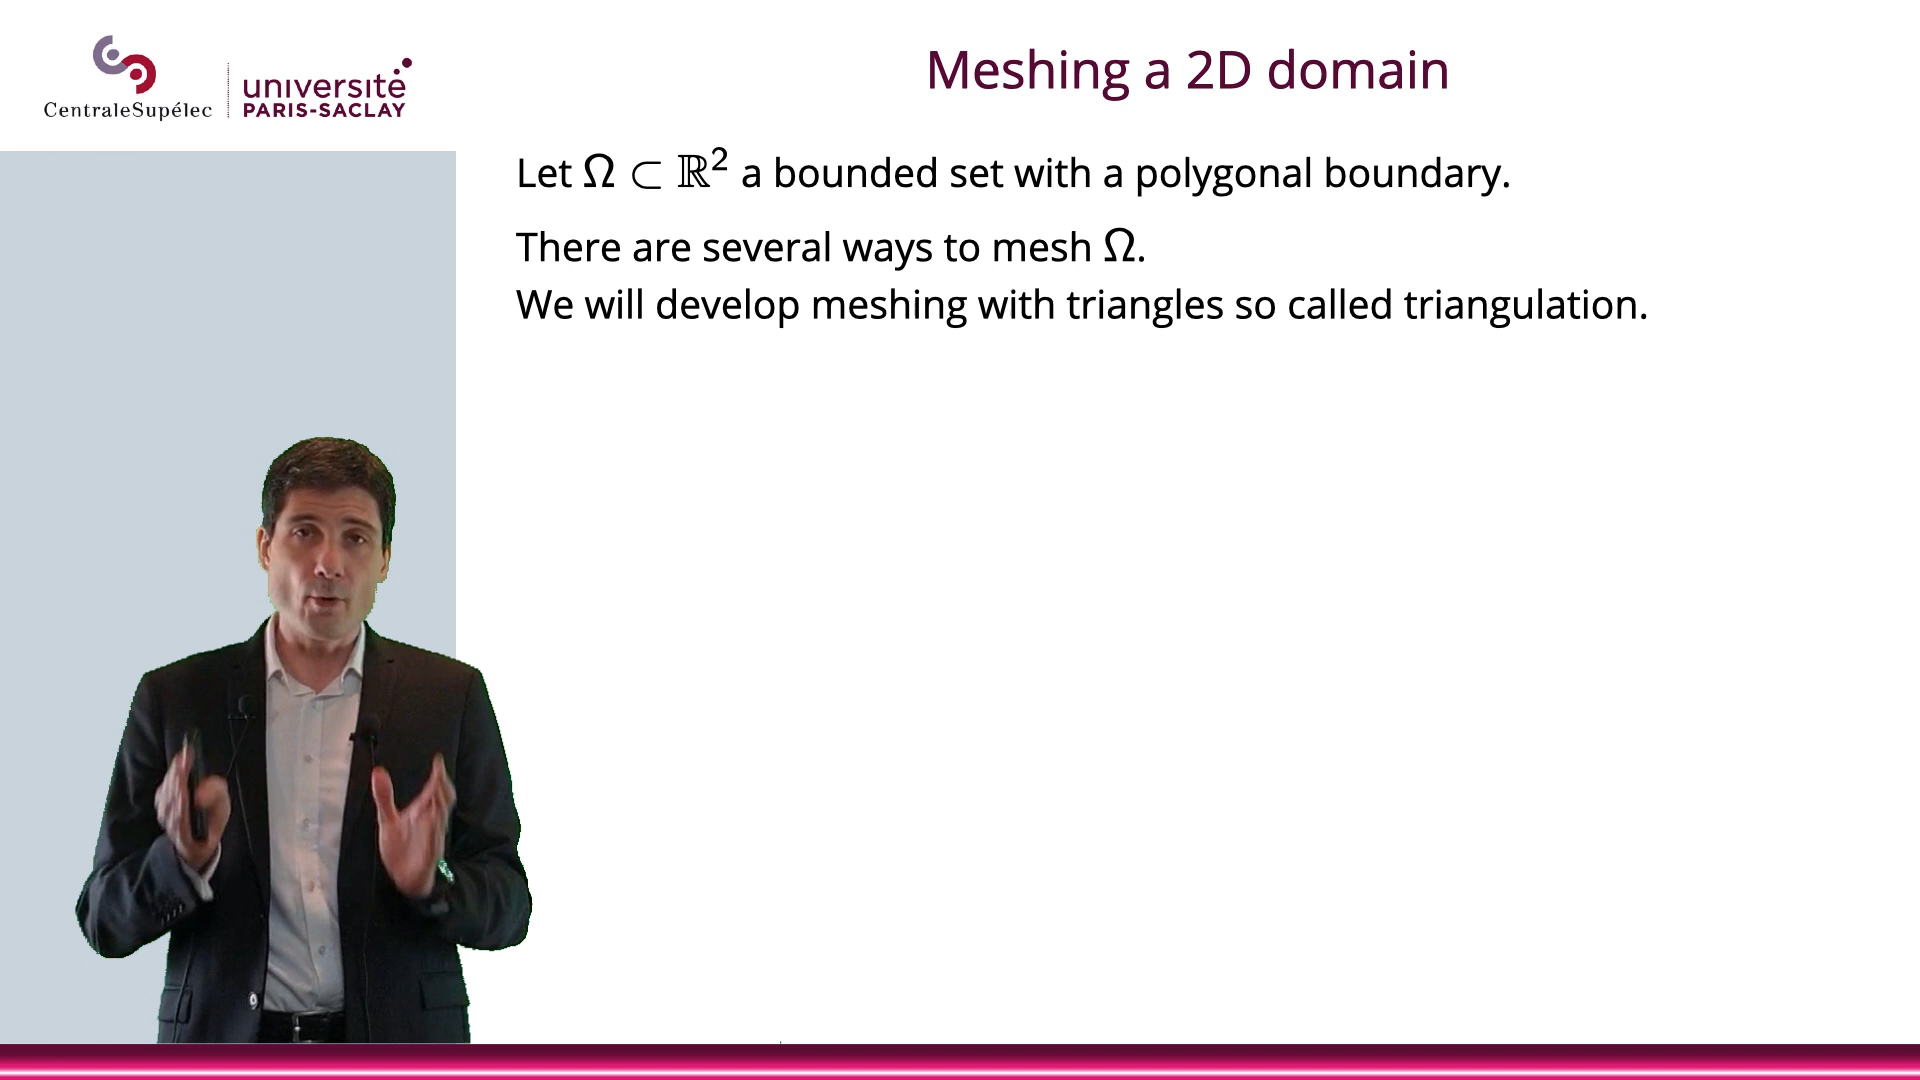 CentraleSupélec
université
PARIS-SACLAY
Meshing a 2D domain
Let Ω ⊂ ℝ² a bounded set with a polygonal boundary.
There are several ways to mesh Ω.
We will develop meshing with triangles so called triangulation.